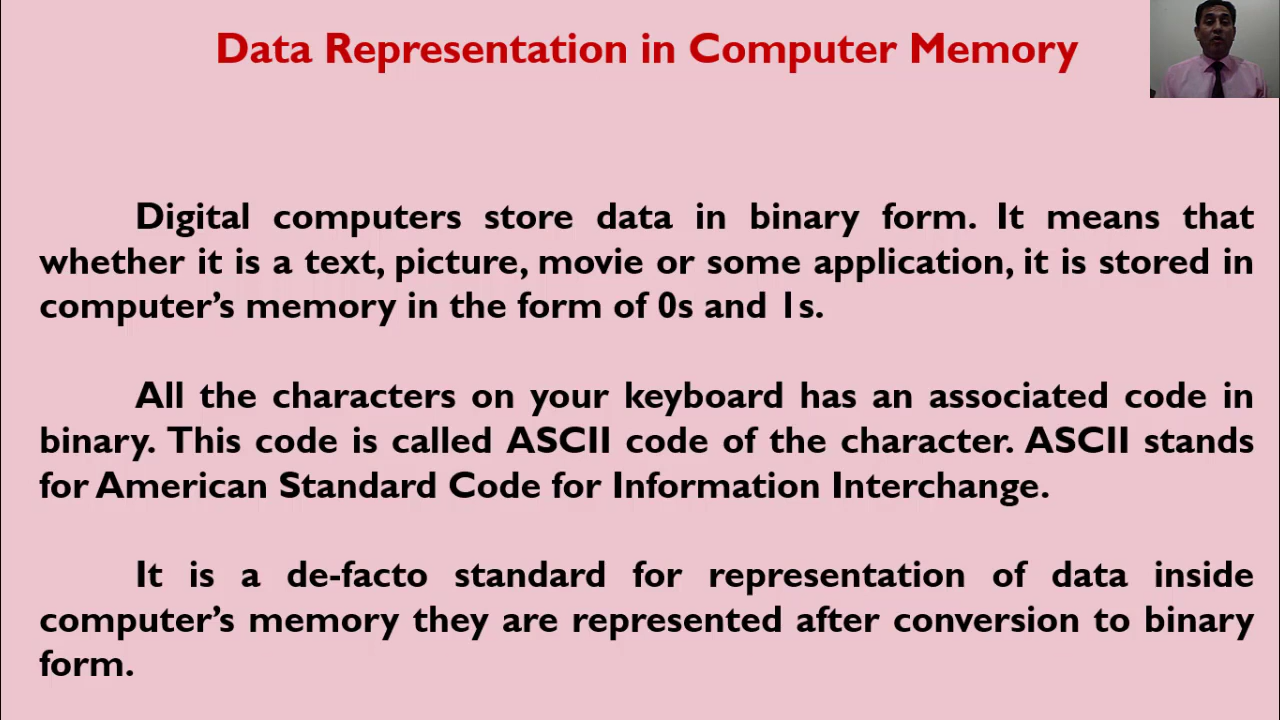 Data Representation in Computer Memory
Digital computers store data in binary form. It means that
whether it is a text, picture, movie or some application, it is stored in
computer's memory in the form of 0s and 1s.
All the characters on your keyboard has an associated code in
binary. This code is called ASCII code of the character. ASCII stands
for American Standard Code for Information Interchange.
It is a de-facto standard for representation of data inside
computer's memory they are represented after conversion to binary
form.